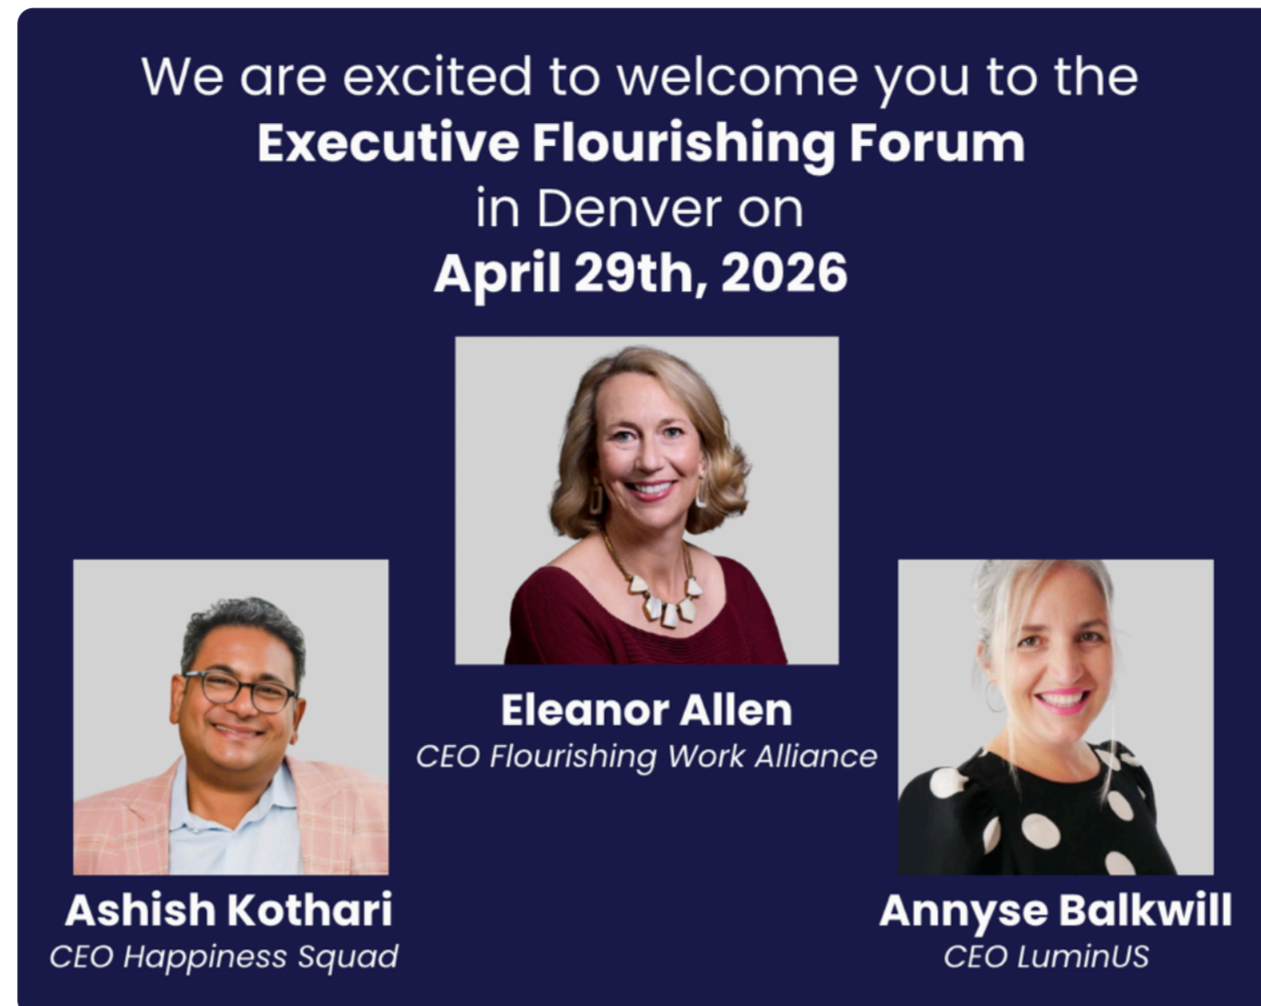 We are excited to welcome you to the
Executive Flourishing Forum
in Denver on
April 29th, 2026
Eleanor Allen
CEO Flourishing Work Alliance
Ashish Kothari
CEO Happiness Squad
Annyse Balkwill
CEO LuminUS